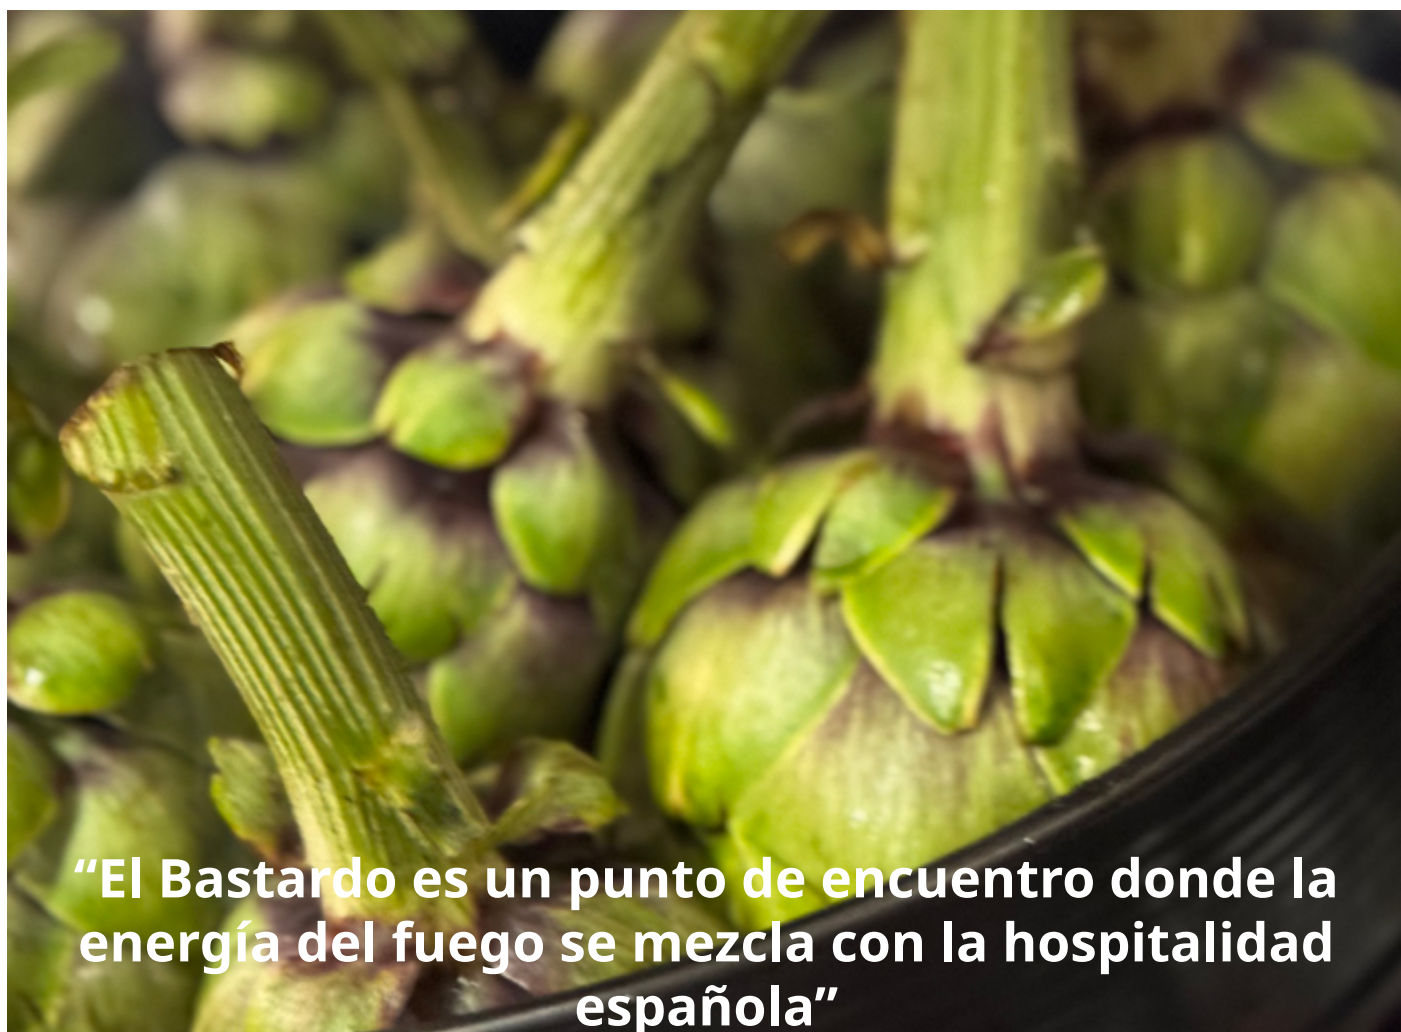 “El Bastardo es un punto de encuentro donde la
energía del fuego se mezcla con la hospitalidad
española”